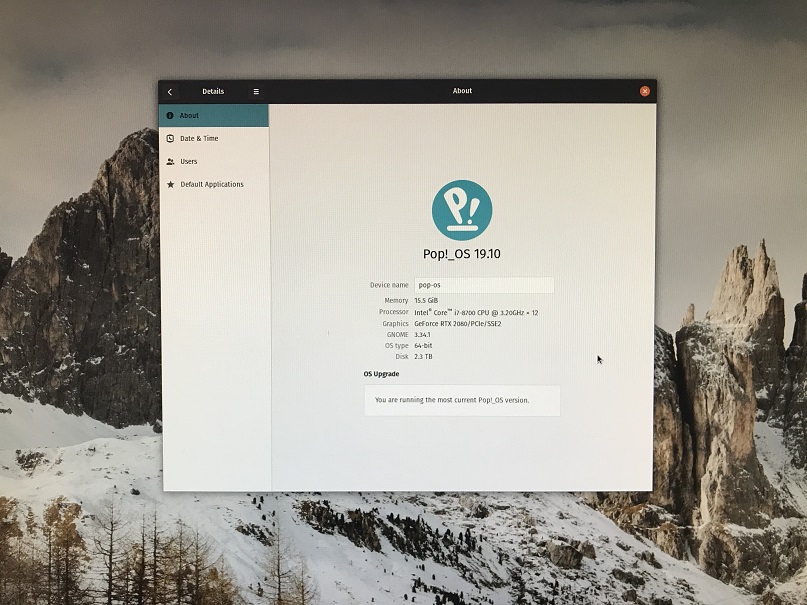 Details
About
About
Date & Time
Users
Default Applications
P!
Pop!_OS 19.10
Device name pop-os
Memory 15.5 GiB
Processor Intel® Core™ i7-8700 CPU @ 3.20GHz × 12
Graphics GeForce RTX 2080/PCIe/SSE2
GNOME 3.34.1
OS type 64-bit
Disk 2.3 TB
OS Upgrade
You are running the most current Pop!_OS version.